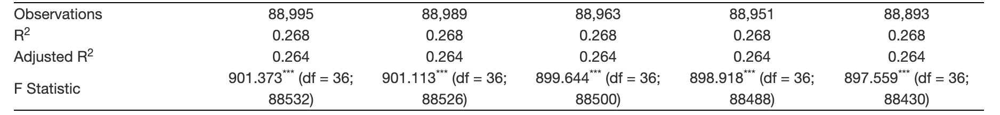 Observations 88,995 88,989 88,963 88,951 88,893
R2 0.268 0.268 0.268 0.268 0.268
Adjusted R2 0.264 0.264 0.264 0.264 0.264
F Statistic 901.373*** (df = 36; 901.113*** (df = 36; 899.644*** (df = 36; 898.918*** (df = 36; 897.559*** (df = 36;
88532) 88526) 88500) 88488) 88430)